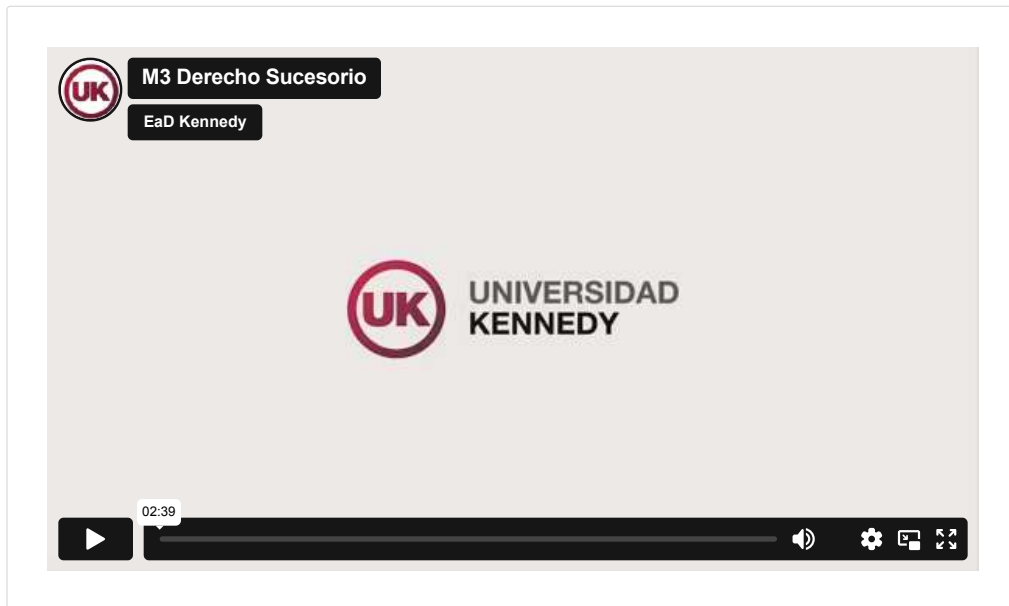 UK
M3 Derecho Sucesorio
EaD Kennedy
UK
UNIVERSIDAD
KENNEDY
02:39